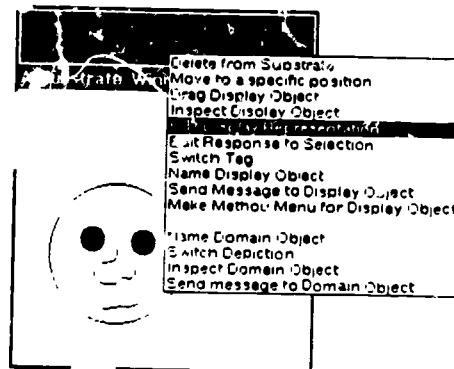 Delete from Substrate
Move to a specific position
Drag Display Object
Inspect Display Object
Display Representation
Edit Response to Selection
Switch Tag
Name Display Object
Send Message to Display Object
Make Method Menu for Display Object
Name Domain Object
Switch Depiction
Inspect Domain Object
Send message to Domain Object